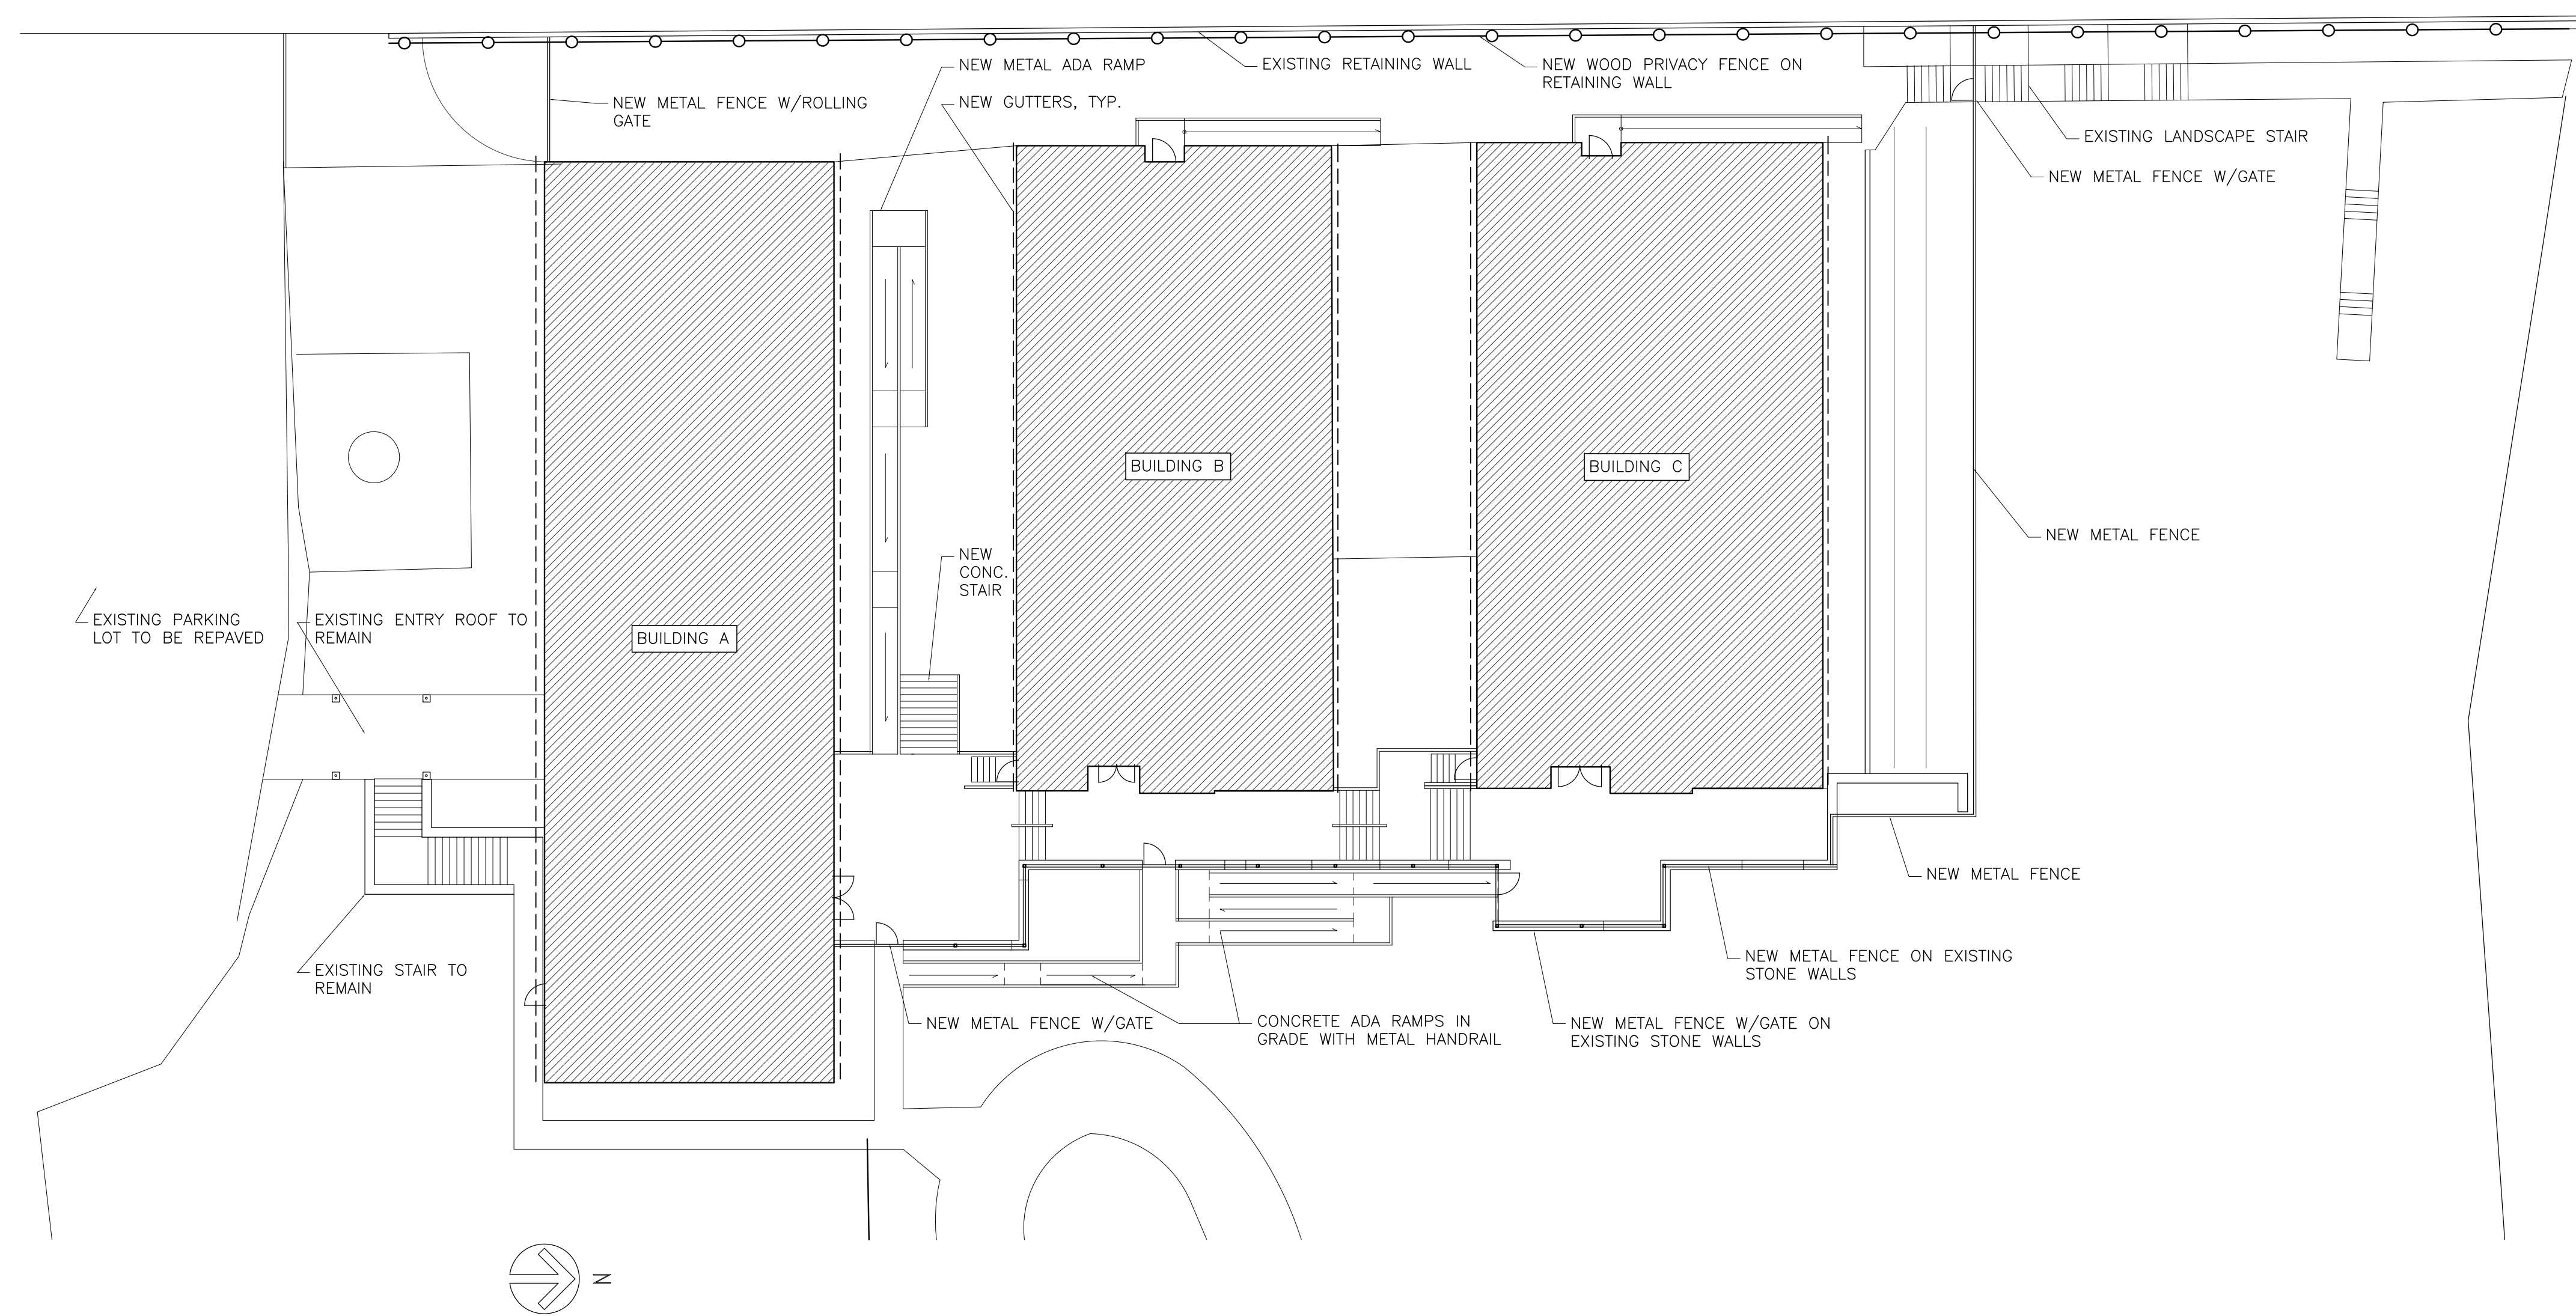 NEW METAL ADA RAMP
EXISTING RETAINING WALL
NEW WOOD PRIVACY FENCE ON
RETAINING WALL
NEW METAL FENCE W/ROLLING
GATE
NEW GUTTERS, TYP.
EXISTING LANDSCAPE STAIR
NEW METAL FENCE W/GATE
BUILDING B
BUILDING C
NEW METAL FENCE
NEW
CONC.
STAIR
EXISTING PARKING
LOT TO BE REPAVED
EXISTING ENTRY ROOF TO
REMAIN
BUILDING A
NEW METAL FENCE
EXISTING STAIR TO
REMAIN
NEW METAL FENCE ON EXISTING
STONE WALLS
NEW METAL FENCE W/GATE
CONCRETE ADA RAMPS IN
GRADE WITH METAL HANDRAIL
NEW METAL FENCE W/GATE ON
EXISTING STONE WALLS
N